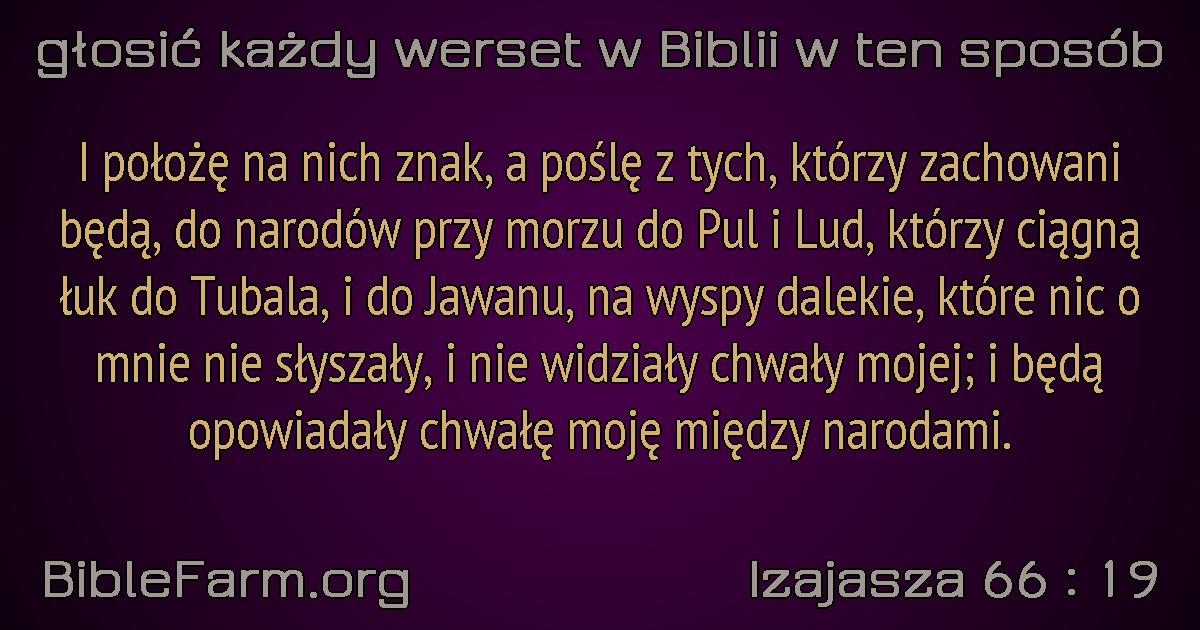 głosić każdy werset w Biblii w ten sposób
I położę na nich znak, a poślę z tych, którzy zachowani
będą, do narodów przy morzu do Pul i Lud, którzy ciągną
łuk do Tubala, i do Jawanu, na wyspy dalekie, które nic o
mnie nie słyszały, i nie widziały chwały mojej; i będą
opowiadały chwałę moję między narodami.
BibleFarm.org
Izajasza 66 : 19